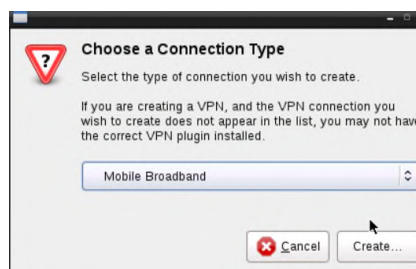 Choose a Connection Type
Select the type of connection you wish to create.
If you are creating a VPN, and the VPN connection you
wish to create does not appear in the list, you may not have
the correct VPN plugin installed.
Mobile Broadband
Cancel
Create...